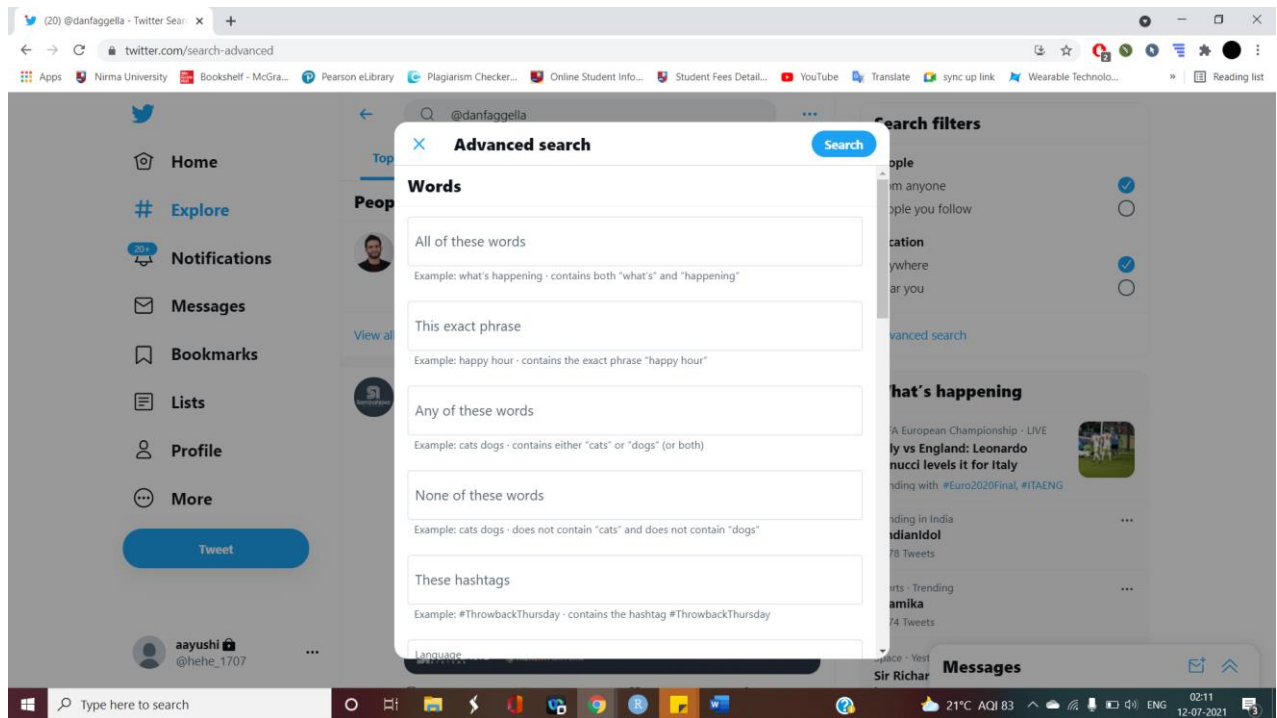 (20) @danfaggella - Twitter Sear
twitter.com/search-advanced
Apps Nirma University Bookshelf - McGra... Pearson eLibrary Plagiarism Checker... Online Student Info... Student Fees Detail... YouTube Translate sync up link Wearable Technolo... » Reading list
@danfaggella
Home
Explore
20+
Notifications
Messages
Bookmarks
Lists
Profile
More
Tweet
aayushi
@hehe_1707
Top
Peop
View all
Advanced search
Search
Words
All of these words
Example: what's happening · contains both "what's" and "happening"
This exact phrase
Example: happy hour · contains the exact phrase "happy hour"
Any of these words
Example: cats dogs · contains either "cats" or "dogs" (or both)
None of these words
Example: cats dogs · does not contain "cats" and does not contain "dogs"
These hashtags
Example: #ThrowbackThursday · contains the hashtag #ThrowbackThursday
Language
Search filters
ople
m anyone
ople you follow
cation
ywhere
ar you
vanced search
hat's happening
A European Championship · LIVE
ly vs England: Leonardo
nucci levels it for Italy
nding with #Euro2020Final, #ITAENG
nding in India
ndianIdol
78 Tweets
rts · Trending
amika
74 Tweets
pace · Yest
Sir Richar
Messages
Type here to search
21°C AQI 83 ENG
02:11
12-07-2021